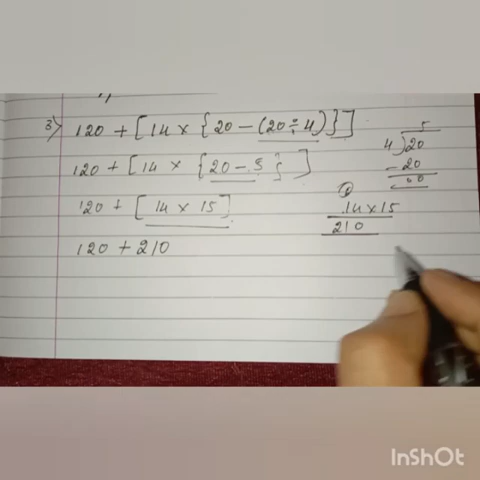 3) 120 + [14 × {20 – (20 ÷ 4)}]
120 + [14 × {20 – 5}]
120 + [14 × 15]
120 + 210
5
4)20
– 20
00
14 × 15
210
InShOt